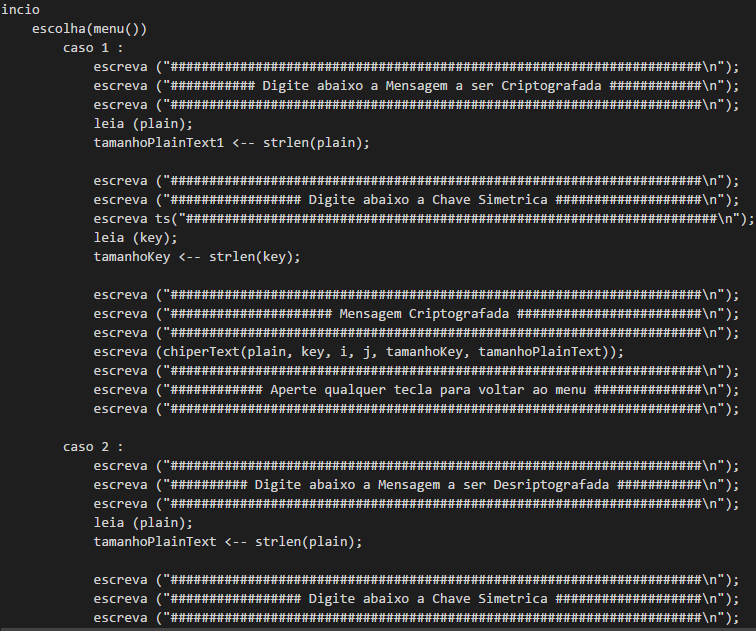 incio
escolha(menu())
caso 1 :
escreva ("#####################################################################\n");
escreva ("########### Digite abaixo a Mensagem a ser Criptografada ############\n");
escreva ("#####################################################################\n");
leia (plain);
tamanhoPlainText1 <-- strlen(plain);
escreva ("#####################################################################\n");
escreva ("################# Digite abaixo a Chave Simetrica ###################\n");
escreva ts("#####################################################################\n");
leia (key);
tamanhoKey <-- strlen(key);
escreva ("#####################################################################\n");
escreva ("##################### Mensagem Criptografada ########################\n");
escreva ("#####################################################################\n");
escreva (chiperText(plain, key, i, j, tamanhoKey, tamanhoPlainText));
escreva ("#####################################################################\n");
escreva ("############ Aperte qualquer tecla para voltar ao menu ##############\n");
escreva ("#####################################################################\n");
caso 2 :
escreva ("#####################################################################\n");
escreva ("########## Digite abaixo a Mensagem a ser Desriptografada ###########\n");
escreva ("#####################################################################\n");
leia (plain);
tamanhoPlainText <-- strlen(plain);
escreva ("#####################################################################\n");
escreva ("################# Digite abaixo a Chave Simetrica ###################\n");
escreva ("#####################################################################\n");